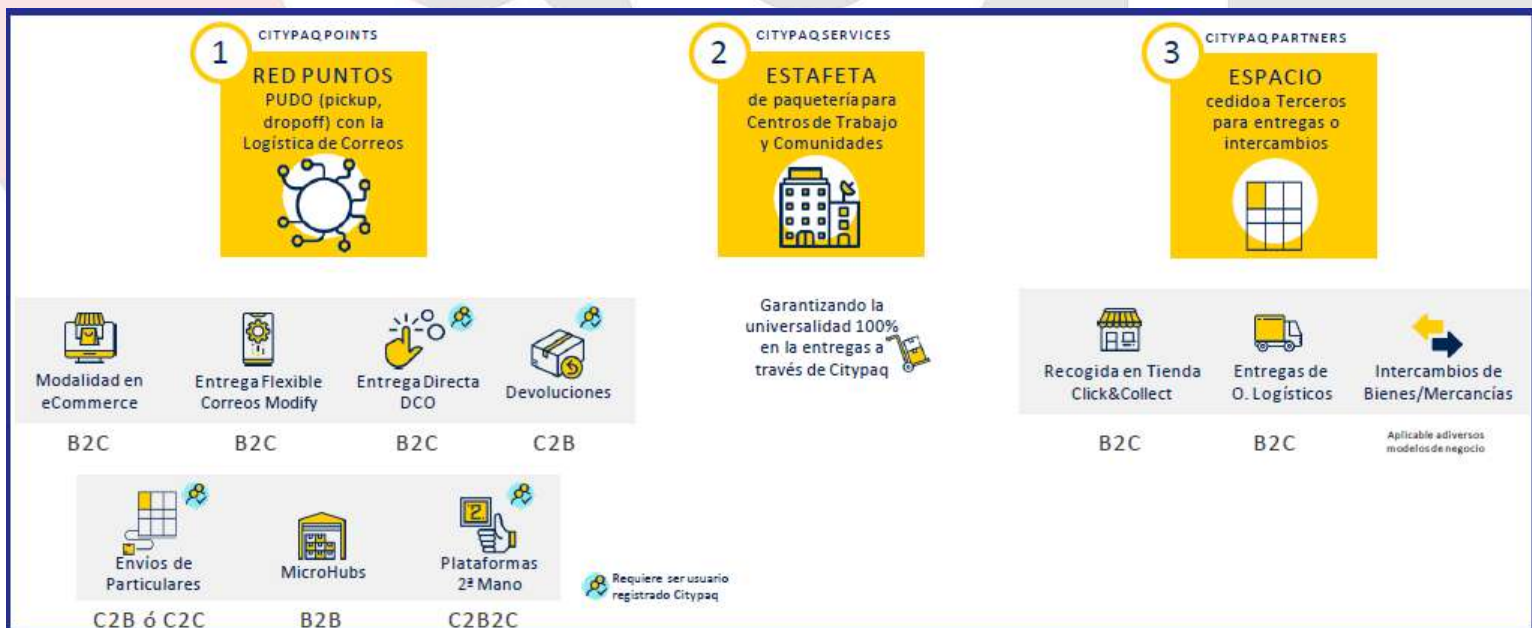 1
CITYPAQ POINTS
RED PUNTOS
PUDO (pickup,
dropoff) con la
Logística de Correos
2
CITYPAQ SERVICES
ESTAFETA
de paquetería para
Centros de Trabajo
y Comunidades
3
CITYPAQ PARTNERS
ESPACIO
cedido a Terceros
para entregas o
intercambios
Modalidad en
eCommerce
B2C
Entrega Flexible
Correos Modify
B2C
Entrega Directa
DCO
B2C
Devoluciones
C2B
Garantizando la
universalidad 100%
en la entregas a
través de Citypaq
Recogida en Tienda
Click&Collect
B2C
Entregas de
O. Logísticos
B2C
Intercambios de
Bienes/Mercancías
Aplicable a diversos
modelos de negocio
Envíos de
Particulares
C2B ó C2C
MicroHubs
B2B
2
Plataformas
2ª Mano
C2B2C
Requiere ser usuario
registrado Citypaq